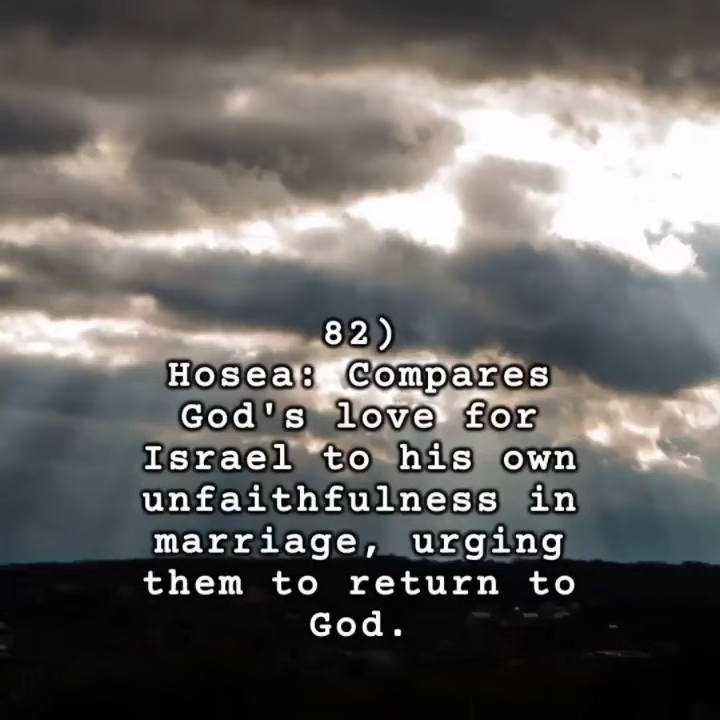 82)
Hosea: Compares
God's love for
Israel to his own
unfaithfulness in
marriage, urging
them to return to
God.